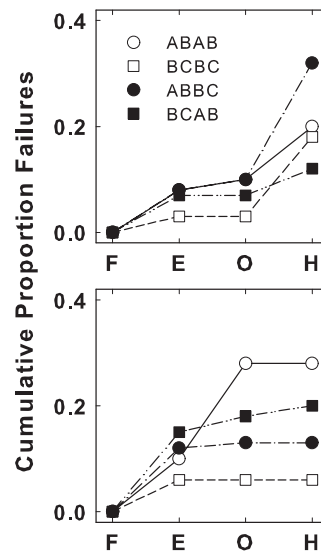 Cumulative Proportion Failures
0.4
ABAB
BCBC
ABBC
BCAB
0.2
0.0
F E O H
0.4
0.2
0.0
F E O H